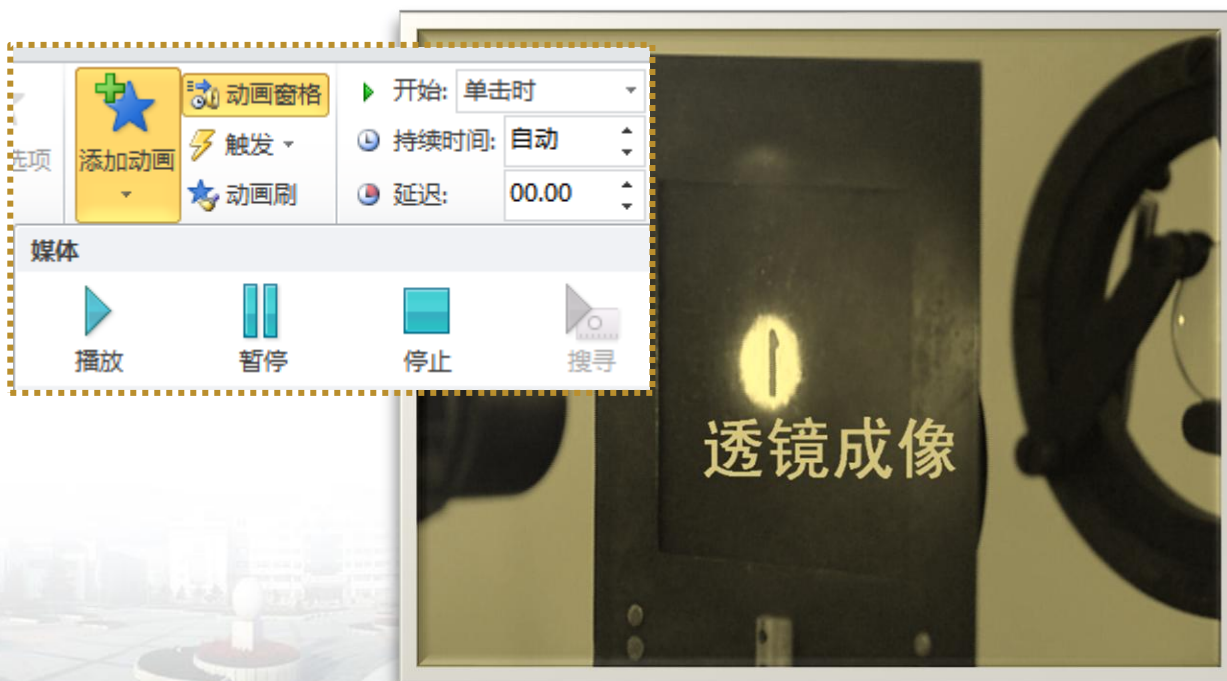 选项
添加动画
动画窗格
触发
动画刷
开始: 单击时
持续时间: 自动
延迟: 00.00
媒体
播放 暂停 停止 搜寻
透镜成像